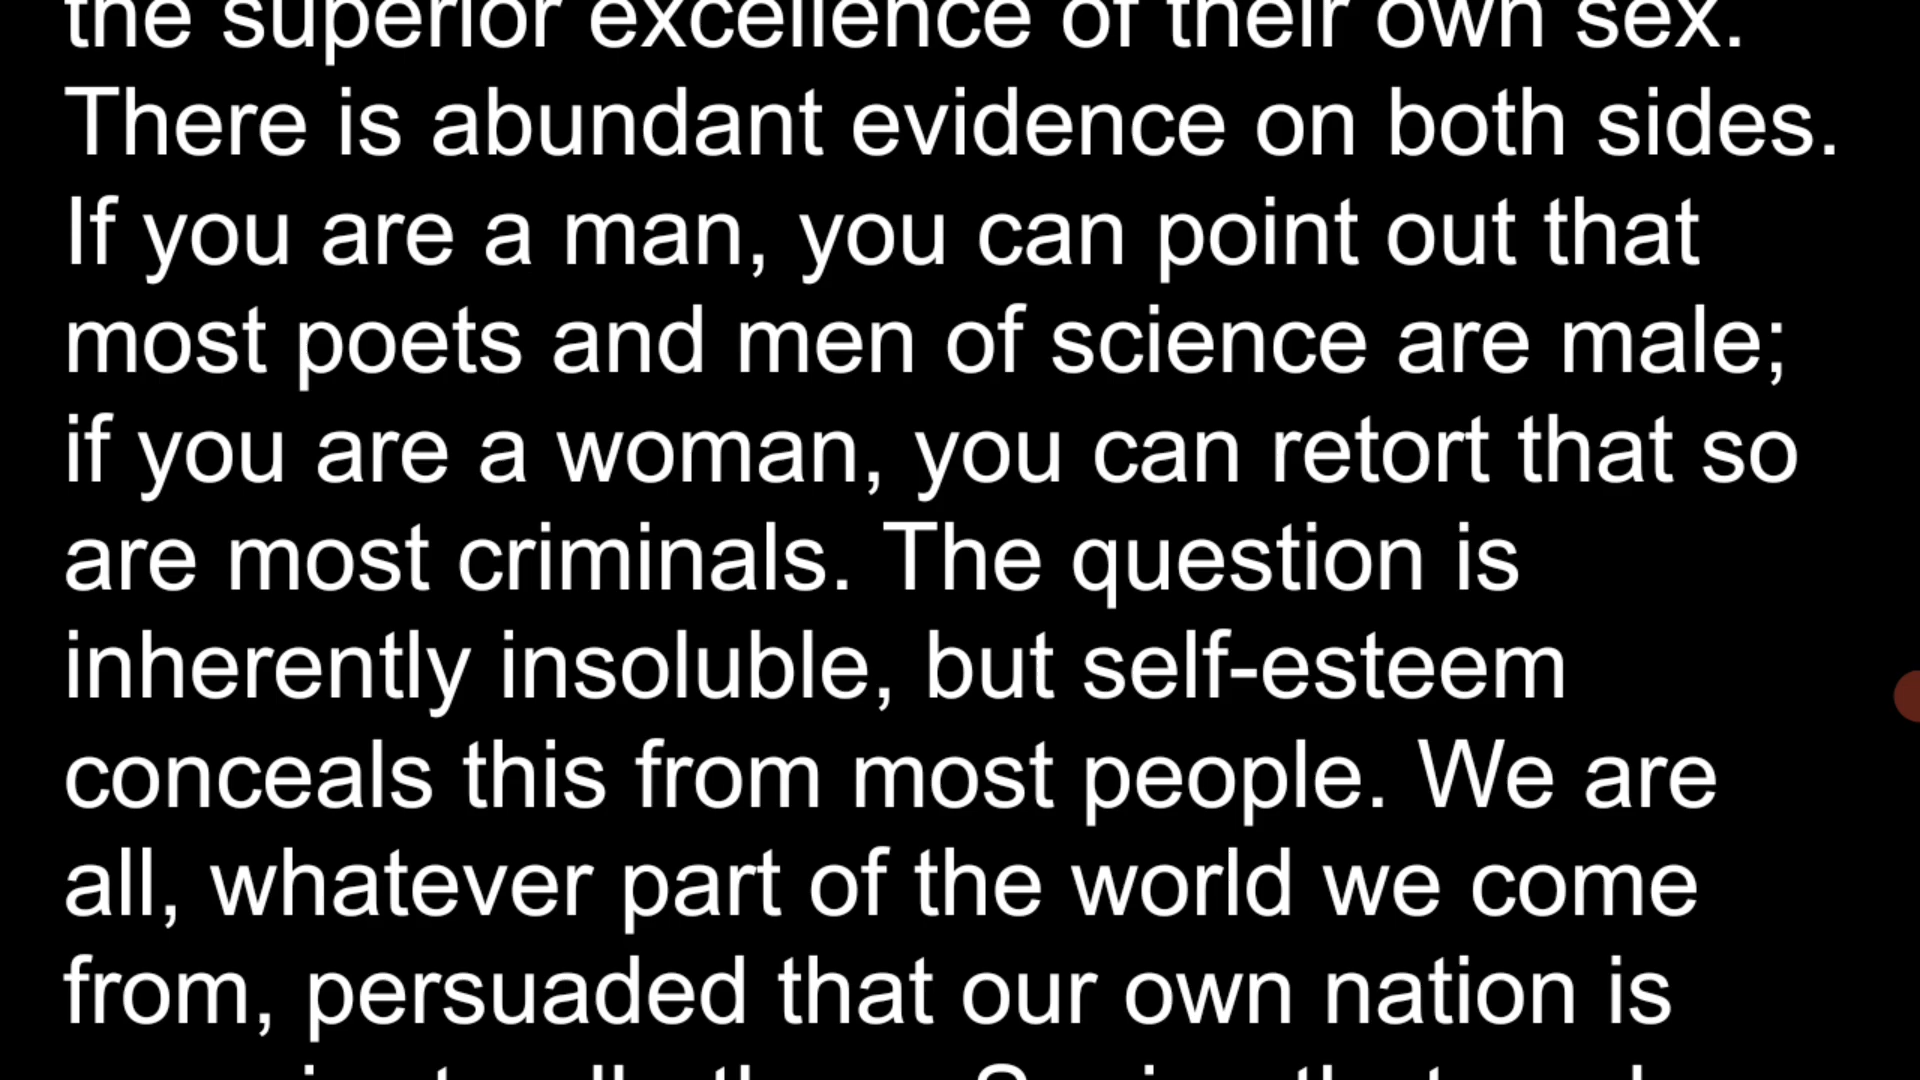 the superior excellence of their own sex.
There is abundant evidence on both sides.
If you are a man, you can point out that
most poets and men of science are male;
if you are a woman, you can retort that so
are most criminals. The question is
inherently insoluble, but self-esteem
conceals this from most people. We are
all, whatever part of the world we come
from, persuaded that our own nation is